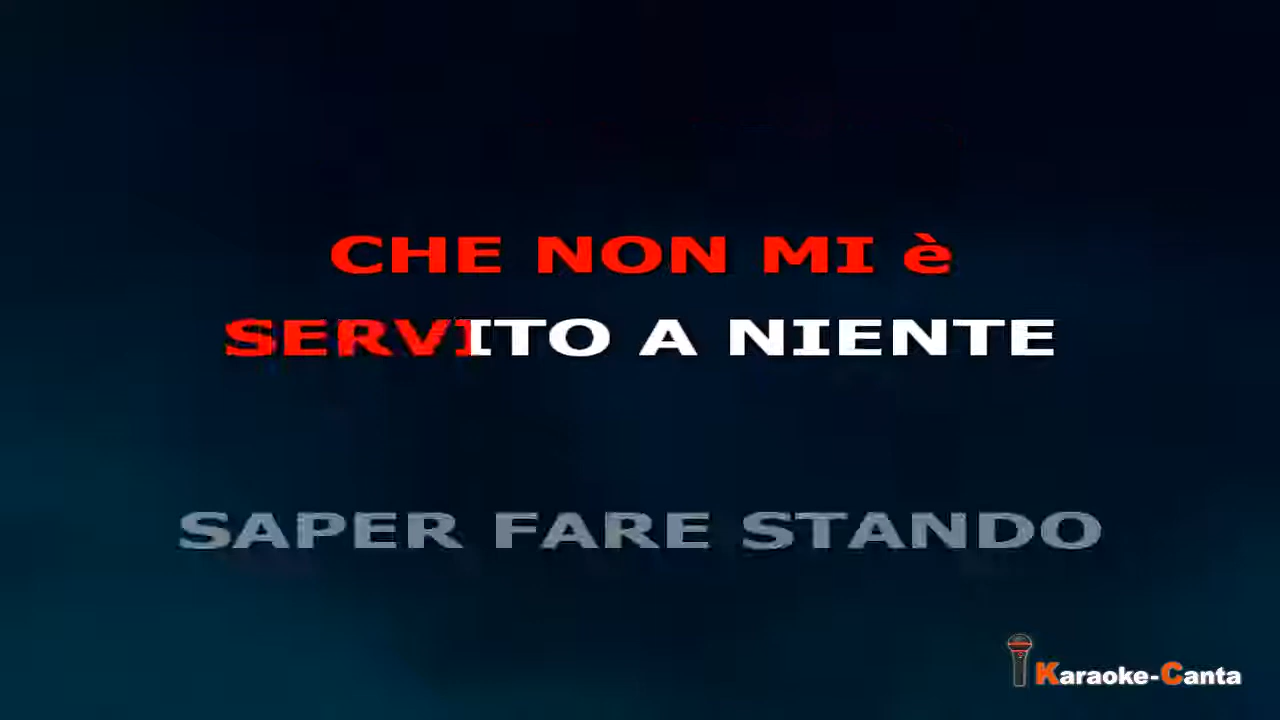 CHE NON MI è
SERVITO A NIENTE
SAPER FARE STANDO
Karaoke-Canta